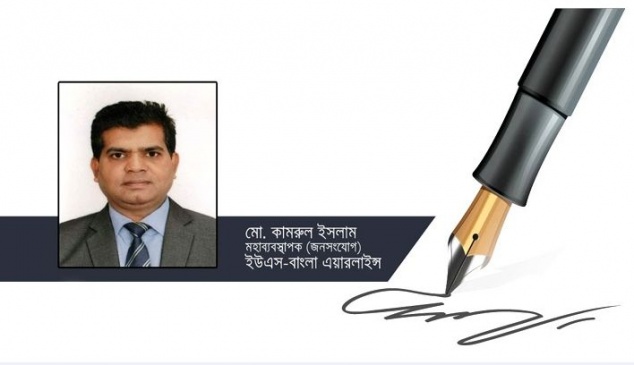 মো. কামরুল ইসলাম
মহাব্যবস্থাপক (জনসংযোগ)
ইউএস-বাংলা এয়ারলাইন্স